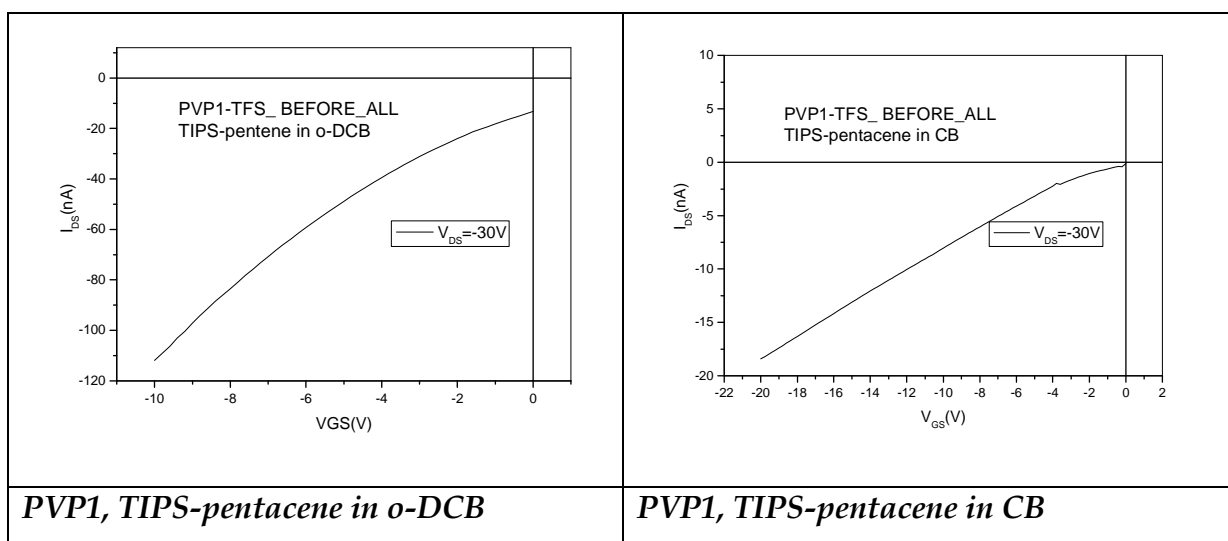 0
-20
-40
-60
-80
-100
-120
I_DS(nA)
PVP1-TFS_ BEFORE_ALL
TIPS-pentene in o-DCB
V_DS=-30V
-10 -8 -6 -4 -2 0
VGS(V)
10
5
0
-5
-10
-15
-20
I_DS(nA)
PVP1-TFS_ BEFORE_ALL
TIPS-pentacene in CB
V_DS=-30V
-22 -20 -18 -16 -14 -12 -10 -8 -6 -4 -2 0 2
V_GS(V)
PVP1, TIPS-pentacene in o-DCB
PVP1, TIPS-pentacene in CB